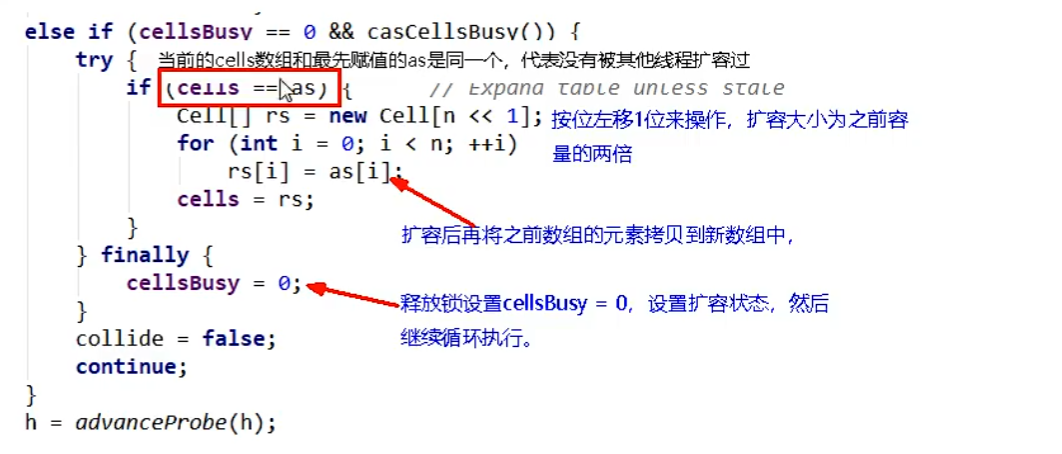 else if (cellsBusy == 0 && casCellsBusy()) {
try { 当前的cells数组和最先赋值的as是同一个，代表没有被其他线程扩容过
if (cells == as) { // Expand table unless stale
Cell[] rs = new Cell[n << 1]; 按位左移1位来操作，扩容大小为之前容
for (int i = 0; i < n; ++i) 量的两倍
rs[i] = as[i];
cells = rs;
} 扩容后再将之前数组的元素拷贝到新数组中，
} finally {
cellsBusy = 0; 释放锁设置cellsBusy = 0，设置扩容状态，然后
} 继续循环执行。
collide = false;
continue;
}
h = advanceProbe(h);